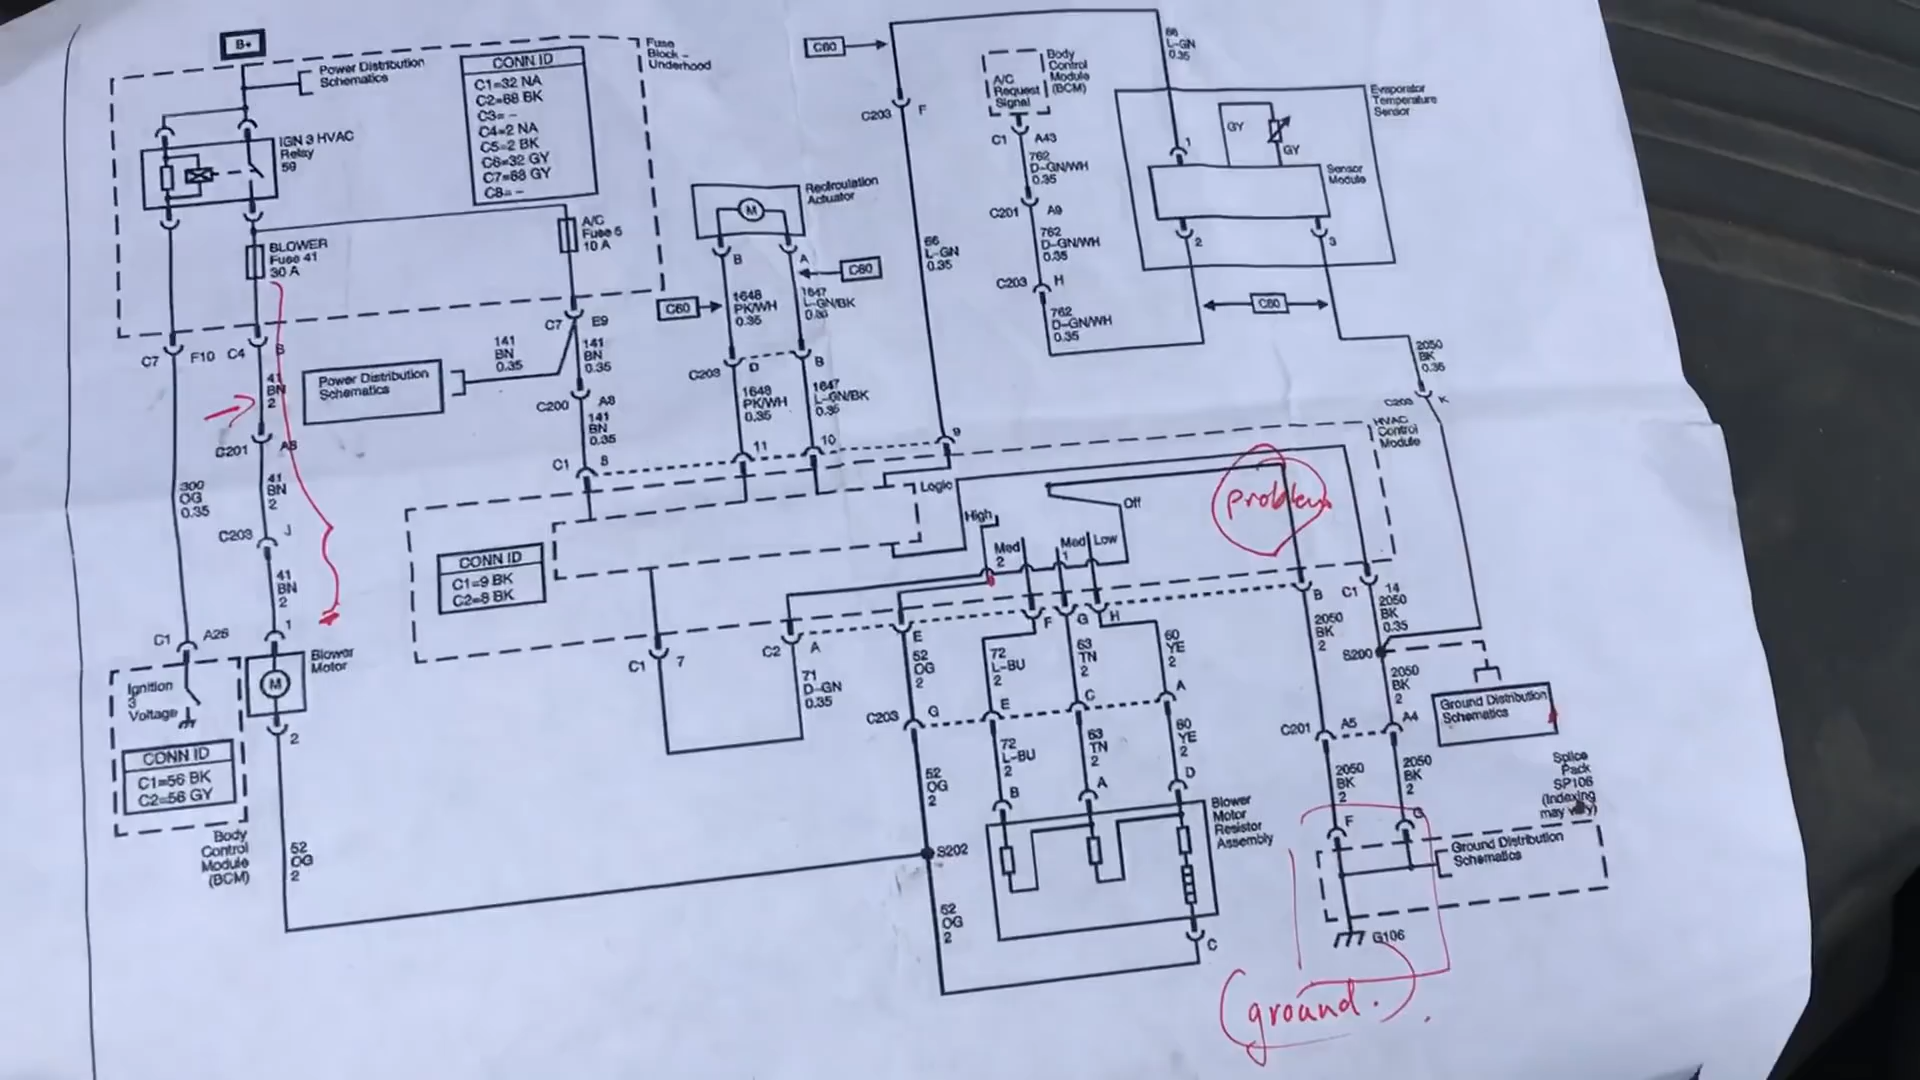 B+
Power Distribution
Schematics
IGN 3 HVAC
Relay
59
CONN ID
C1=32 NA
C2=68 BK
C3= -
C4=2 NA
C5=2 BK
C6=32 GY
C7=68 GY
C8= -
Fuse
Block -
Underhood
BLOWER
Fuse 41
30 A
A/C
Fuse 5
10 A
C7
F10
C4
B
C7
E9
41
BN
2
Power Distribution
Schematics
141
BN
0.35
141
BN
0.35
C200
A8
141
BN
0.35
C1
8
C201
A8
41
BN
2
300
OG
0.35
C203
J
41
BN
2
1
C1
A26
Ignition
3
Voltage
Blower
Motor
M
2
CONN ID
C1=56 BK
C2=56 GY
Body
Control
Module
(BCM)
52
OG
2
Recirculation
Actuator
M
B
A
C60
C60
1648
PK/WH
0.35
1647
L-GN/BK
0.35
C203
D
B
1648
PK/WH
0.35
1647
L-GN/BK
0.35
11
10
9
C60
C203
F
66
L-GN
0.35
66
L-GN
0.35
A/C
Request
Signal
Body
Control
Module
(BCM)
C1
A43
762
D-GN/WH
0.35
C201
A9
762
D-GN/WH
0.35
C203
H
762
D-GN/WH
0.35
Evaporator
Temperature
Sensor
GY
GY
1
Sensor
Module
2
3
C60
2050
BK
0.35
C203
K
HVAC
Control
Module
Logic
CONN ID
C1=9 BK
C2=8 BK
High
Med
2
Med
1
Low
Off
problem
C1
7
C2
A
71
D-GN
0.35
E
F
G
H
B
C1
14
52
OG
2
72
L-BU
2
63
TN
2
60
YE
2
2050
BK
2
2050
BK
0.35
S200
2050
BK
2
Ground Distribution
Schematics
C203
G
E
C
A
C201
A5
A4
52
OG
2
72
L-BU
2
63
TN
2
60
YE
2
2050
BK
2
2050
BK
2
B
A
D
Blower
Motor
Resistor
Assembly
C
S202
52
OG
2
Splice
Pack
SP106
(Indexing
may vary)
F
G
Ground Distribution
Schematics
G106
ground.